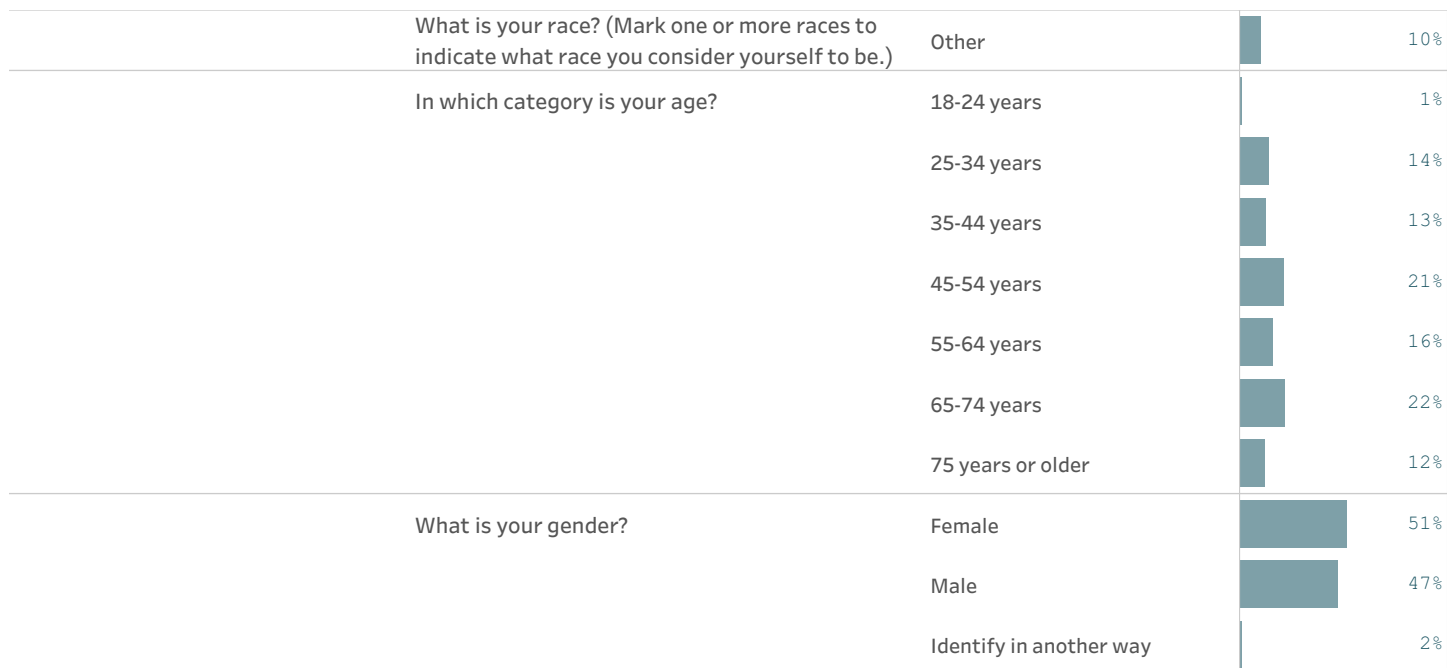 What is your race? (Mark one or more races to
indicate what race you consider yourself to be.)
Other 10%
In which category is your age? 18-24 years 1%
25-34 years 14%
35-44 years 13%
45-54 years 21%
55-64 years 16%
65-74 years 22%
75 years or older 12%
What is your gender? Female 51%
Male 47%
Identify in another way 2%